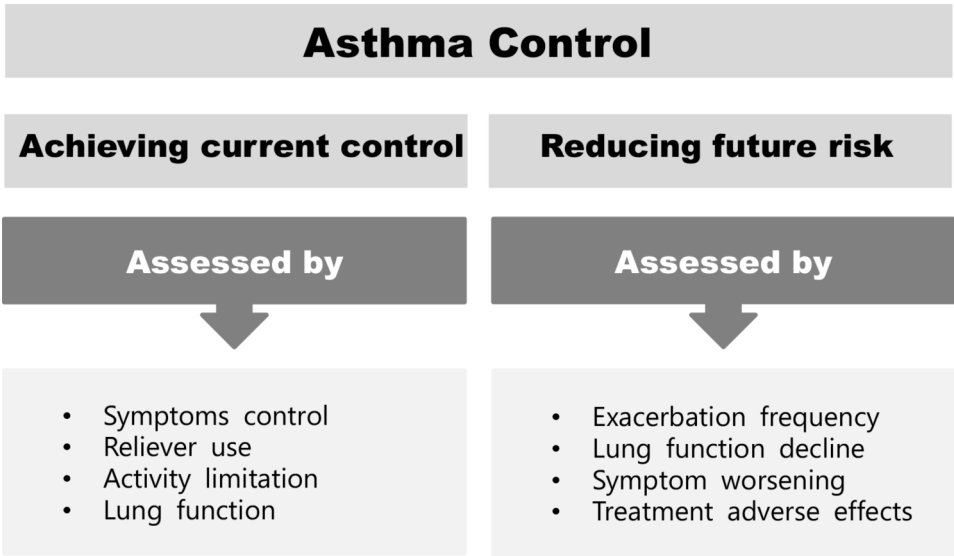 Asthma Control
Achieving current control
Reducing future risk
Assessed by
Assessed by
• Symptoms control
• Reliever use
• Activity limitation
• Lung function
• Exacerbation frequency
• Lung function decline
• Symptom worsening
• Treatment adverse effects